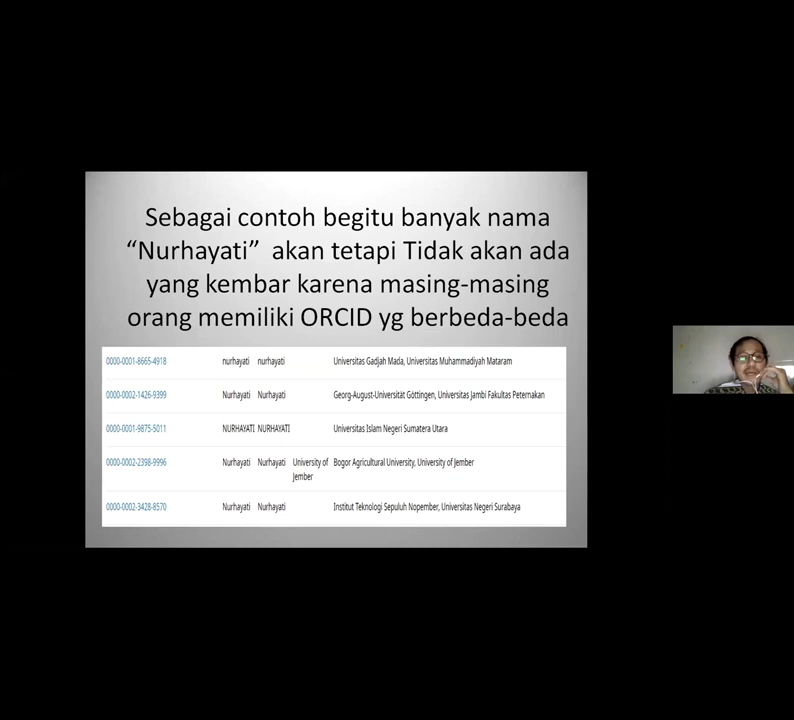 Sebagai contoh begitu banyak nama
“Nurhayati” akan tetapi Tidak akan ada
yang kembar karena masing-masing
orang memiliki ORCID yg berbeda-beda
0000-0001-8665-4918 nurhayati nurhayati Universitas Gadjah Mada, Universitas Muhammadiyah Mataram
0000-0002-1426-9399 Nurhayati Nurhayati Georg-August-Universität Göttingen, Universitas Jambi Fakultas Peternakan
0000-0001-9875-5011 NURHAYATI NURHAYATI Universitas Islam Negeri Sumatera Utara
0000-0002-2398-9996 Nurhayati Nurhayati University of Bogor Agricultural University, University of Jember
Jember
0000-0002-3428-8570 Nurhayati Nurhayati Institut Teknologi Sepuluh Nopember, Universitas Negeri Surabaya